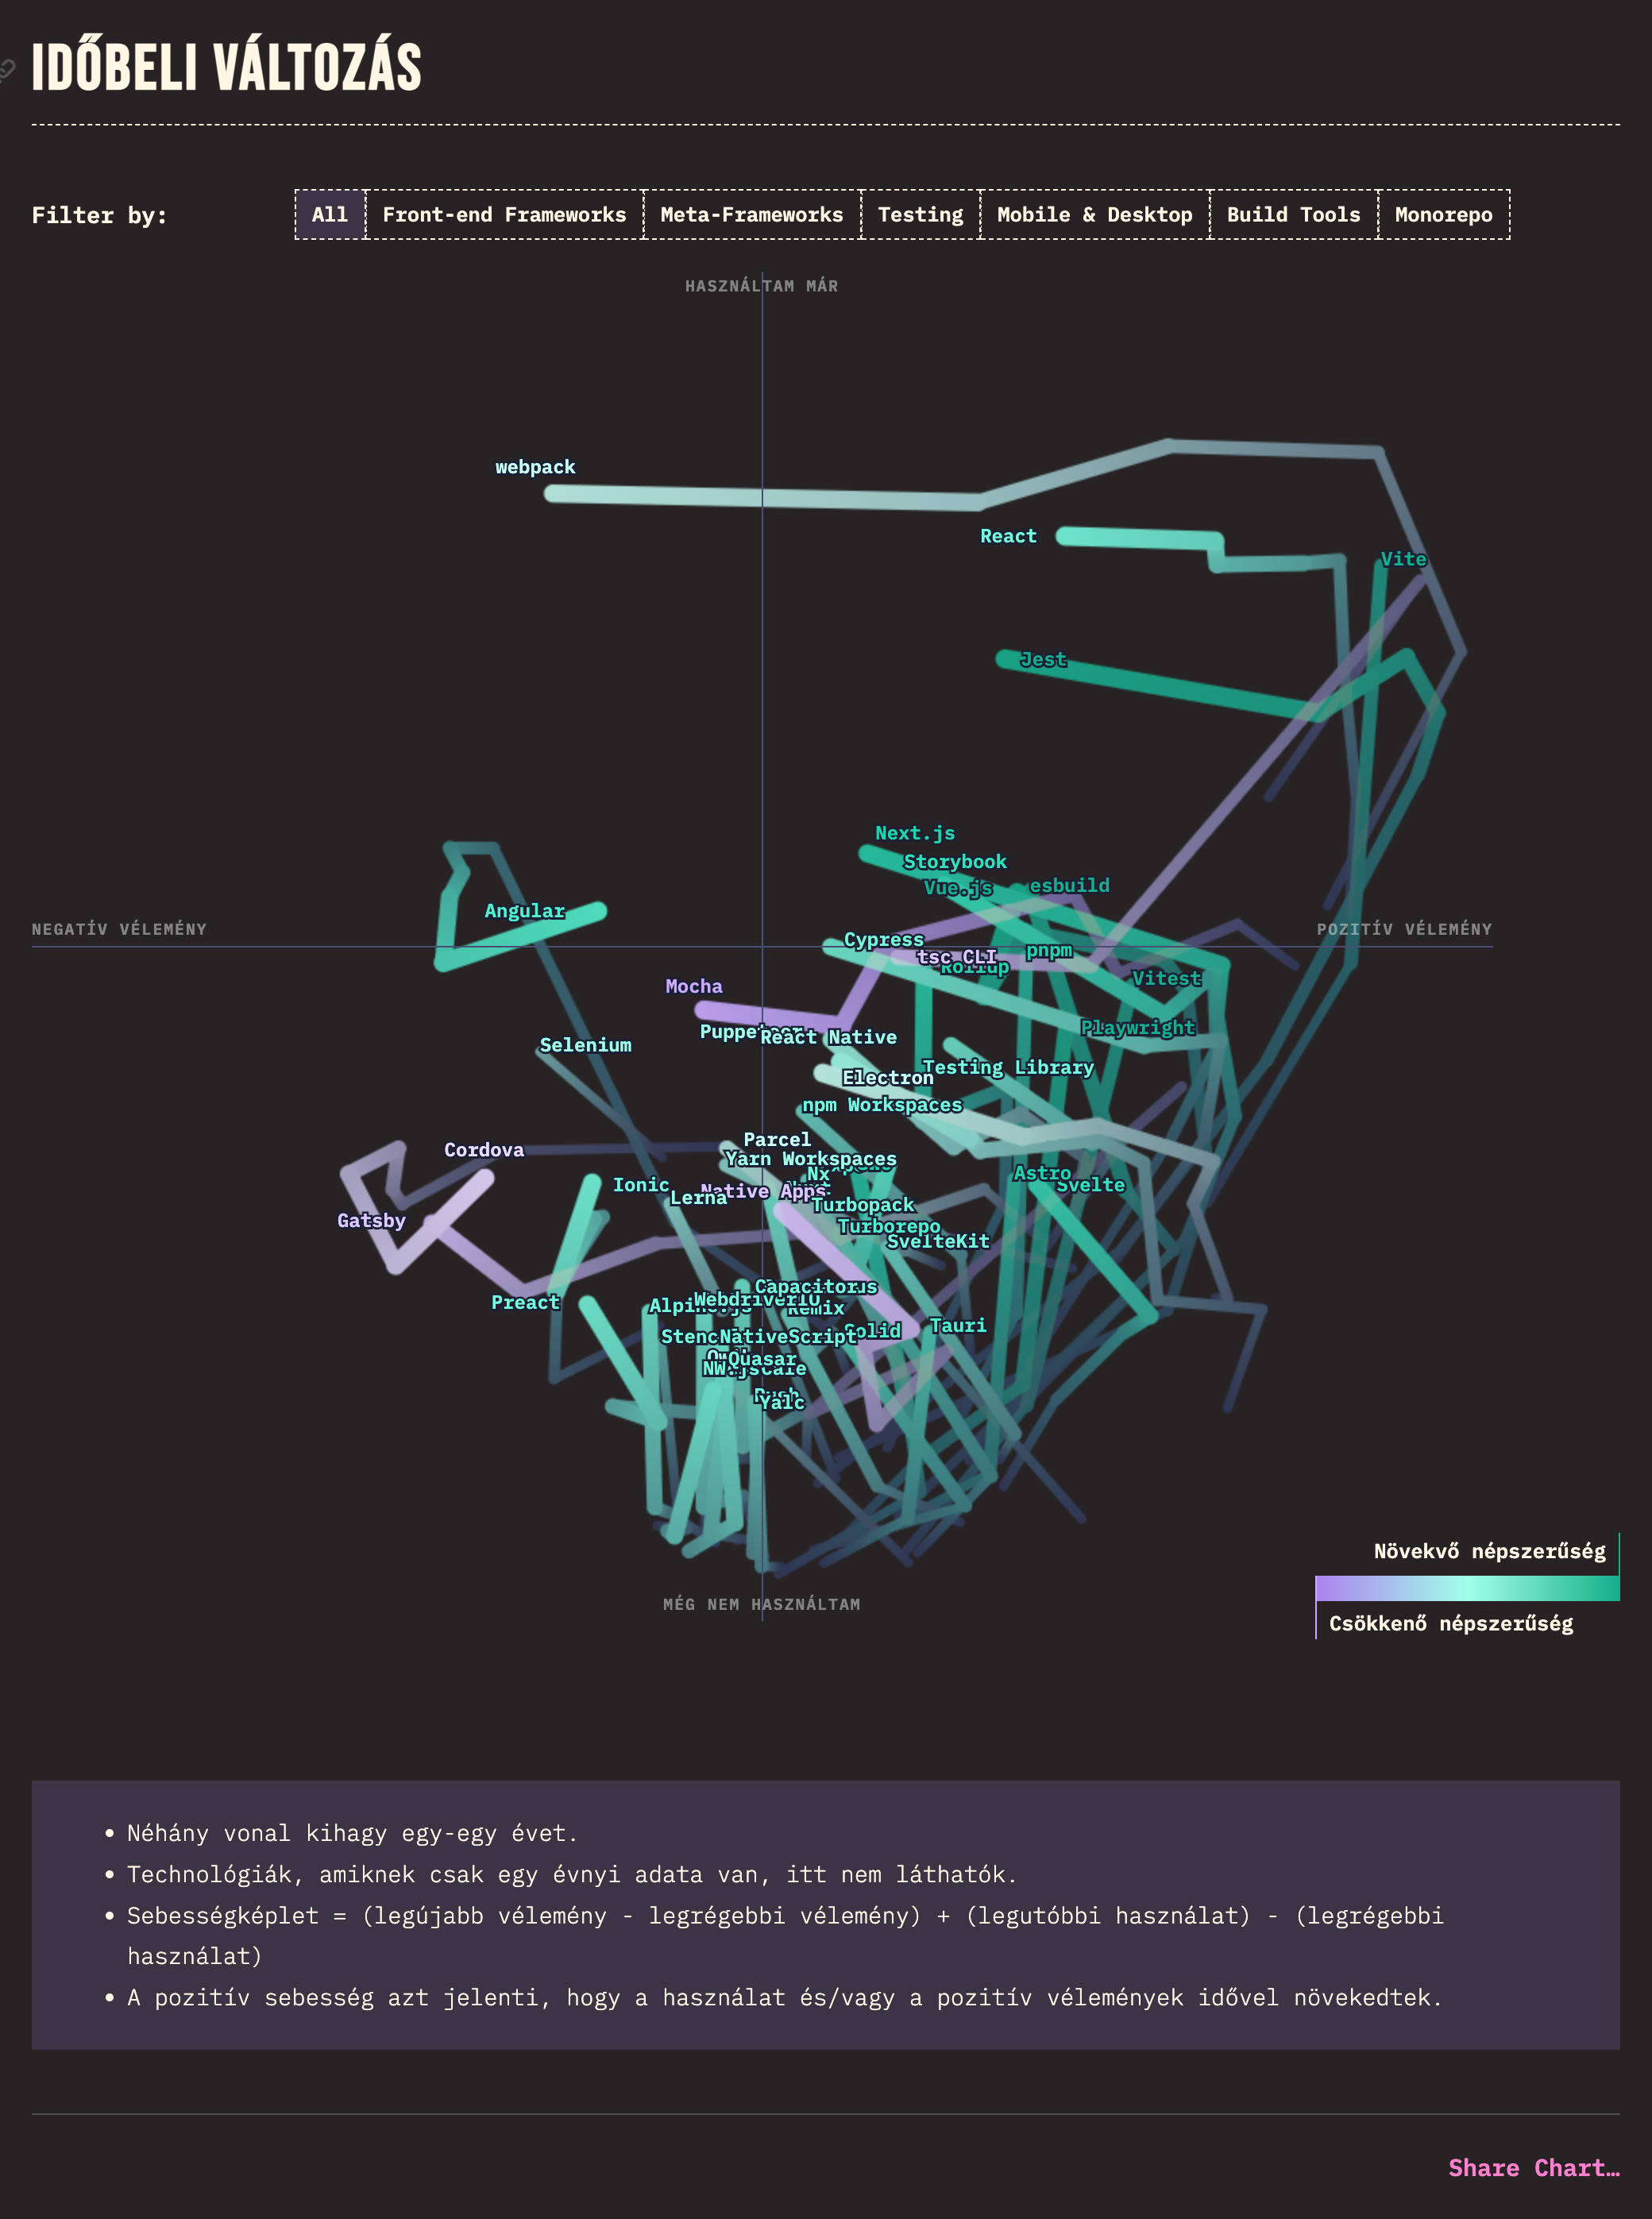 IDŐBELI VÁLTOZÁS
Filter by:
All
Front-end Frameworks
Meta-Frameworks
Testing
Mobile & Desktop
Build Tools
Monorepo
HASZNÁLTAM MÁR
webpack
React
Vite
Jest
Next.js
Storybook
Vue.js
esbuild
Angular
NEGATÍV VÉLEMÉNY
POZITÍV VÉLEMÉNY
Cypress
pnpm
tsc CLI
Rollup
Vitest
Mocha
Playwright
React Native
Selenium
Testing Library
Electron
npm Workspaces
Parcel
Cordova
Yarn Workspaces
Nx
Astro
Svelte
Ionic
Native Apps
Lerna
Turbopack
Gatsby
Turborepo
SvelteKit
Capacitor
WebdriverIO
Preact
Remix
Tauri
Solid
NativeScript
Quasar
Yalc
MÉG NEM HASZNÁLTAM
Növekvő népszerűség
Csökkenő népszerűség
Néhány vonal kihagy egy-egy évet.
Technológiák, amiknek csak egy évnyi adata van, itt nem láthatók.
Sebességképlet = (legújabb vélemény - legrégebbi vélemény) + (legutóbbi használat) - (legrégebbi
használat)
A pozitív sebesség azt jelenti, hogy a használat és/vagy a pozitív vélemények idővel növekedtek.
Share Chart…